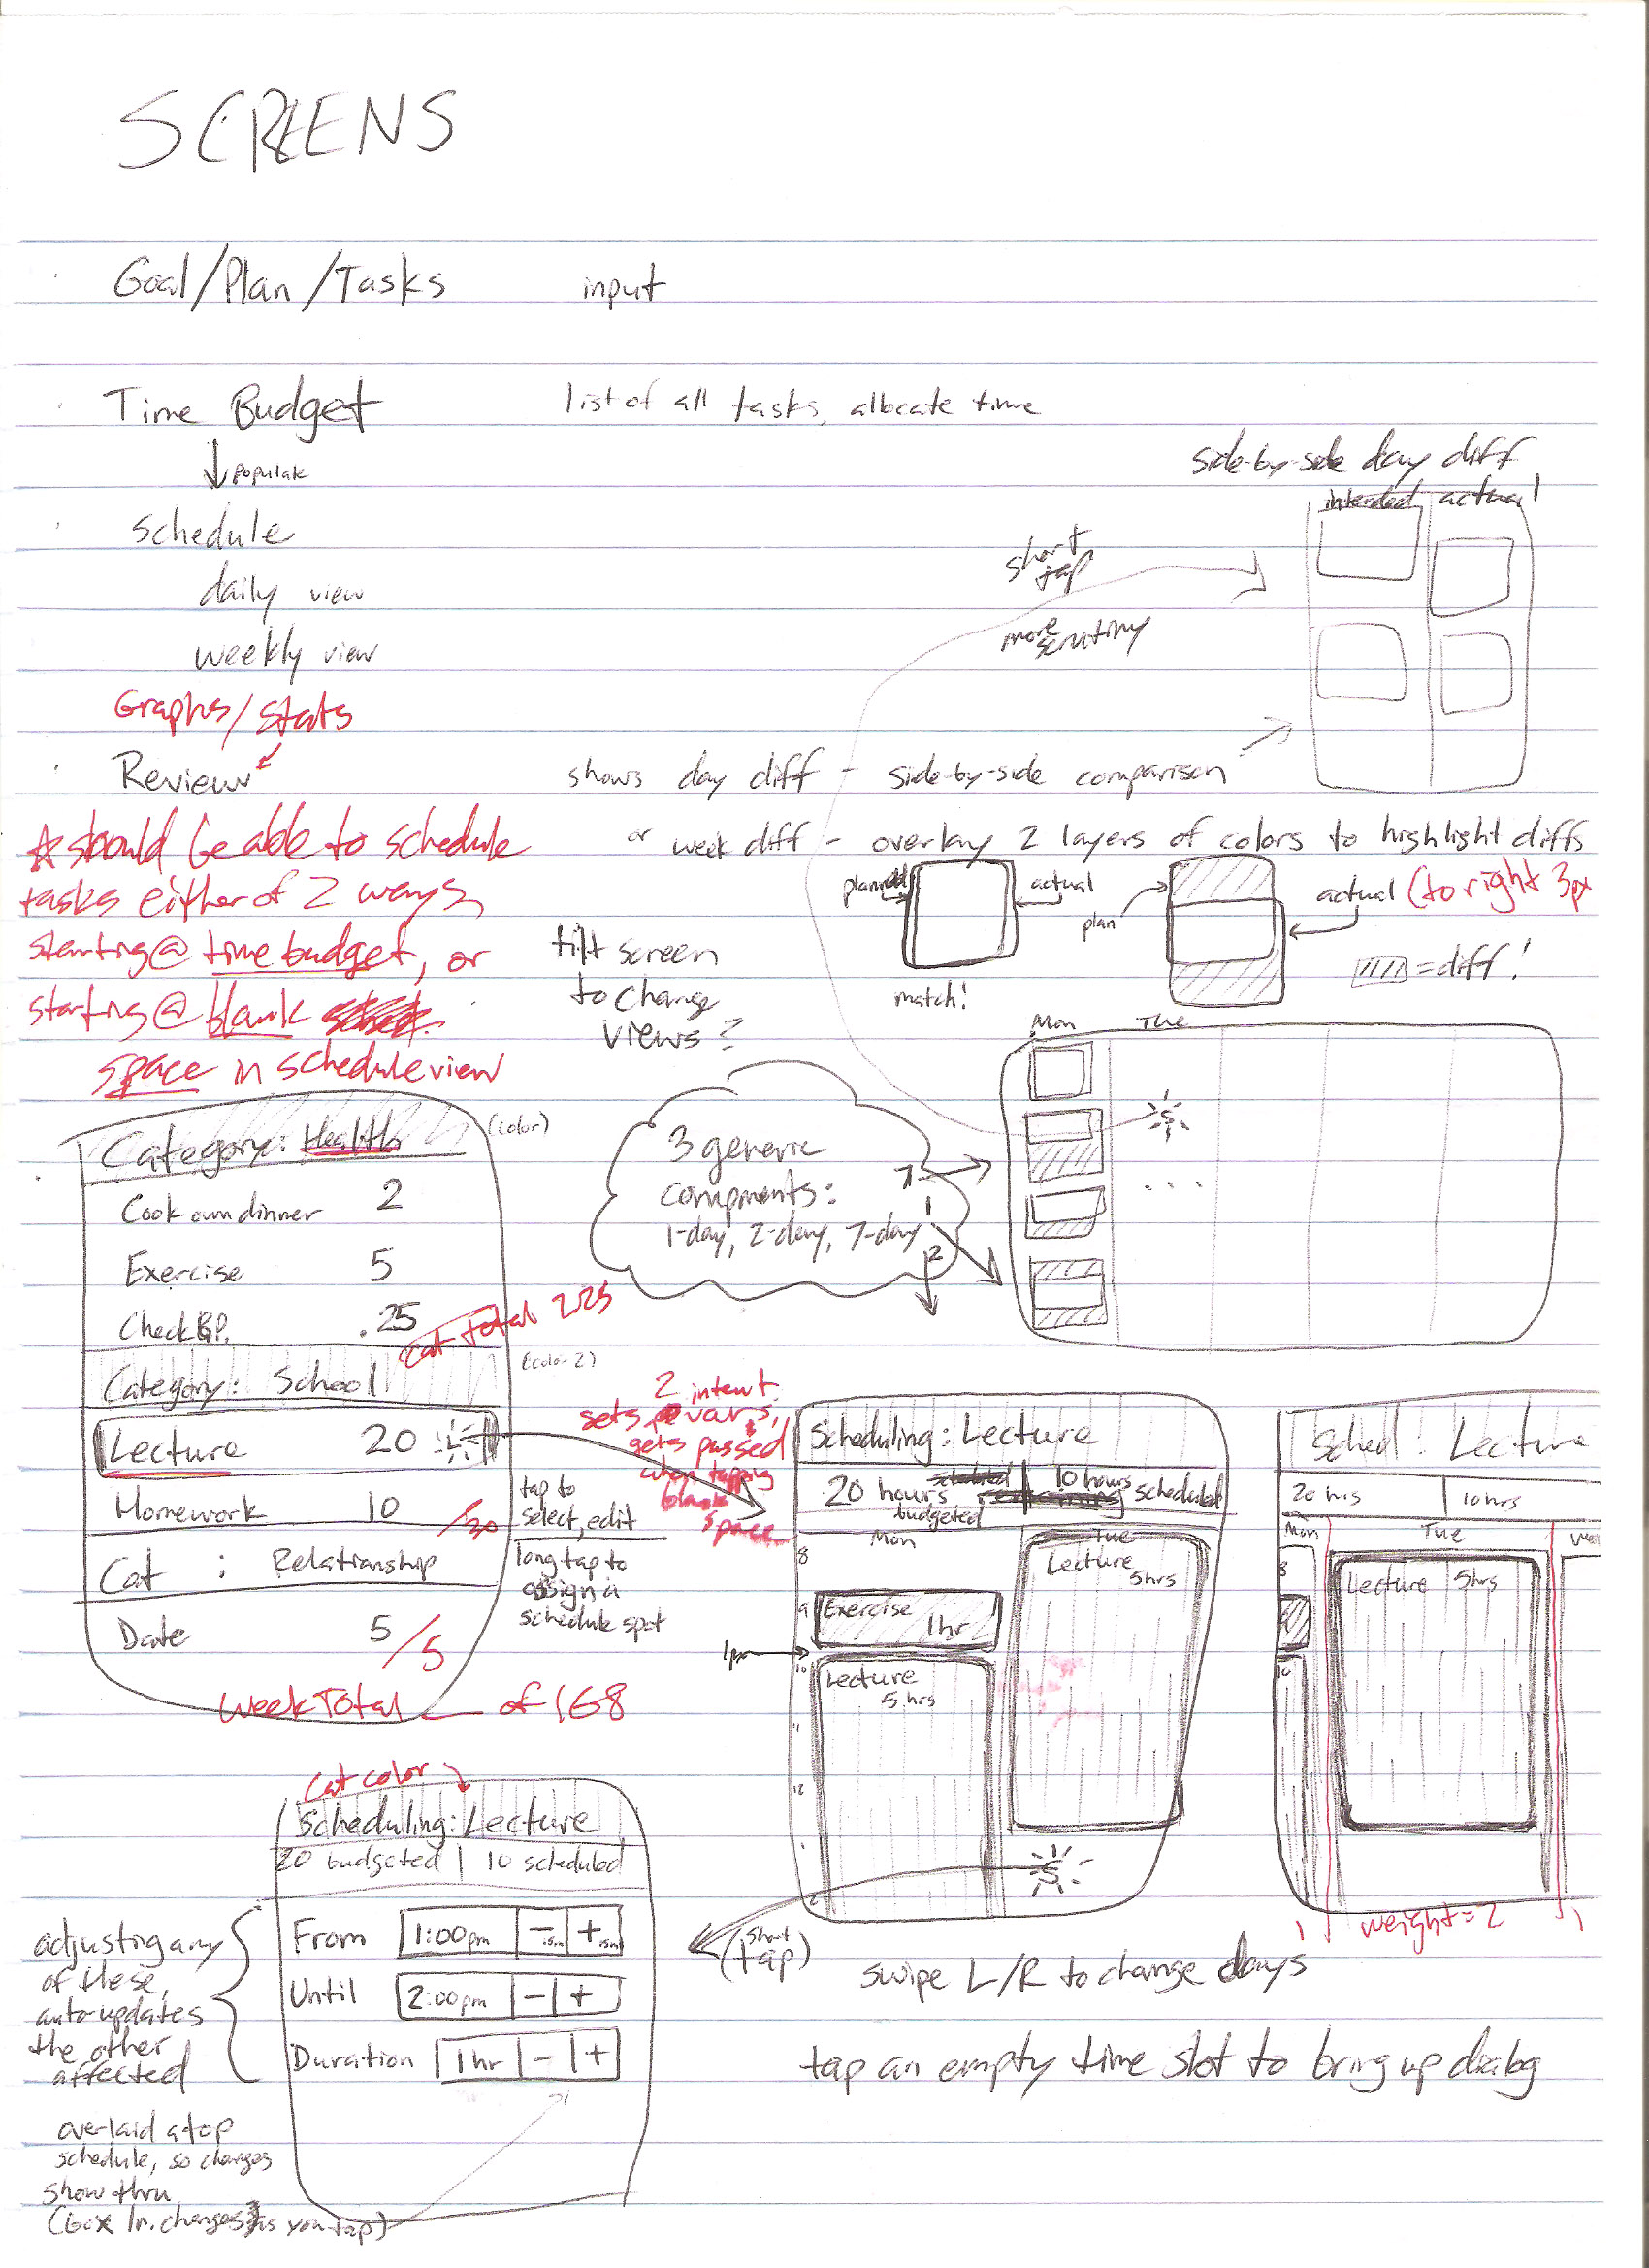 SCREENS
Goal/Plan/Tasks input
Time Budget list of all tasks, allocate time
populate
schedule
daily view
weekly view
Graphs/Stats
Review shows day diff - side-by-side comparison
or week diff - overlay 2 layers of colors to highlight diffs
side-by-side day diff
intended actual
short
tap
more
scrutiny
☆ should be able to schedule
tasks either of 2 ways,
starting @ time budget, or
starting @ blank
space in schedule view
tilt screen
to change
views?
planned
actual
match!
plan
actual (to right 3px
= diff!
Mon Tue
S
...
3 generic
components:
1-day, 2-day, 7-day
7
1
2
Category: Health
(color)
Cook own dinner 2
Exercise 5
Check B.P. .25
cat total
Category: School
(color 2)
Lecture 20 L
Homework 10 /30
Cat : Relationship
Date 5/5
Week Total of 168
tap to
select, edit
long tap to
assign a
schedule spot
2 intent
sets vars,
gets passed
when tapping
blank
space
Scheduling: Lecture
20 hours budgeted 10 hours scheduled
Mon Tue
8
9
10
12
2
Exercise
1hr
1px
Lecture
5 hrs
Lecture
5hrs
S
(short
tap)
Sched : Lecture
20 hrs 10 hrs
Mon Tue
8
10
Lecture 5hrs
1 weight=2 1
swipe L/R to change days
tap an empty time slot to bring up dialog
cat color
Scheduling: Lecture
20 budgeted | 10 scheduled
From 1:00pm - 15m + 15m
Until 2:00pm - +
Duration 1hr - +
adjusting any
of these,
auto-updates
the other
affected
overlaid atop
schedule, so changes
show thru
(box changes as you tap)